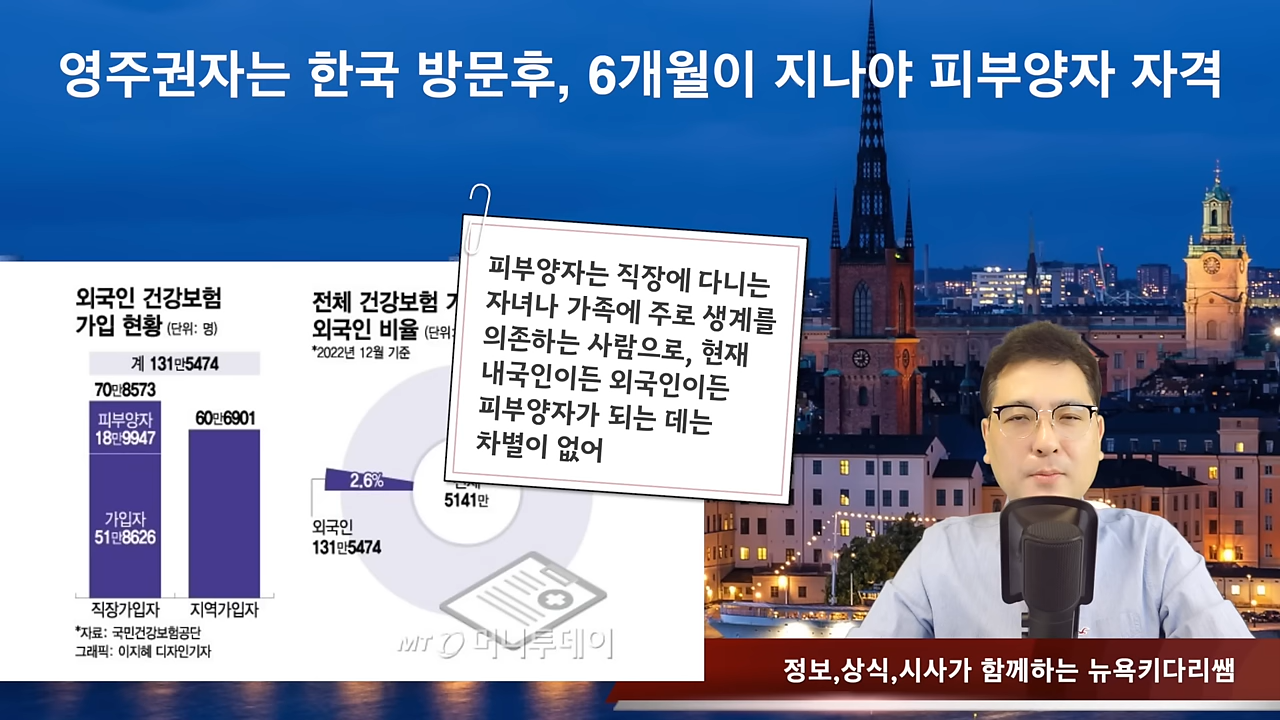 영주권자는 한국 방문후, 6개월이 지나야 피부양자 자격
외국인 건강보험
가입 현황 (단위: 명)
계 131만5474
70만8573
피부양자
18만9947
가입자
51만8626
60만6901
직장가입자 지역가입자
*자료: 국민건강보험공단
그래픽: 이지혜 디자인기자
전체 건강보험
외국인 비율 (단위:
*2022년 12월 기준
2.6%
5141만
외국인
131만5474
MT 머니투데이
피부양자는 직장에 다니는
자녀나 가족에 주로 생계를
의존하는 사람으로, 현재
내국인이든 외국인이든
피부양자가 되는 데는
차별이 없어
정보,상식,시사가 함께하는 뉴욕키다리쌤